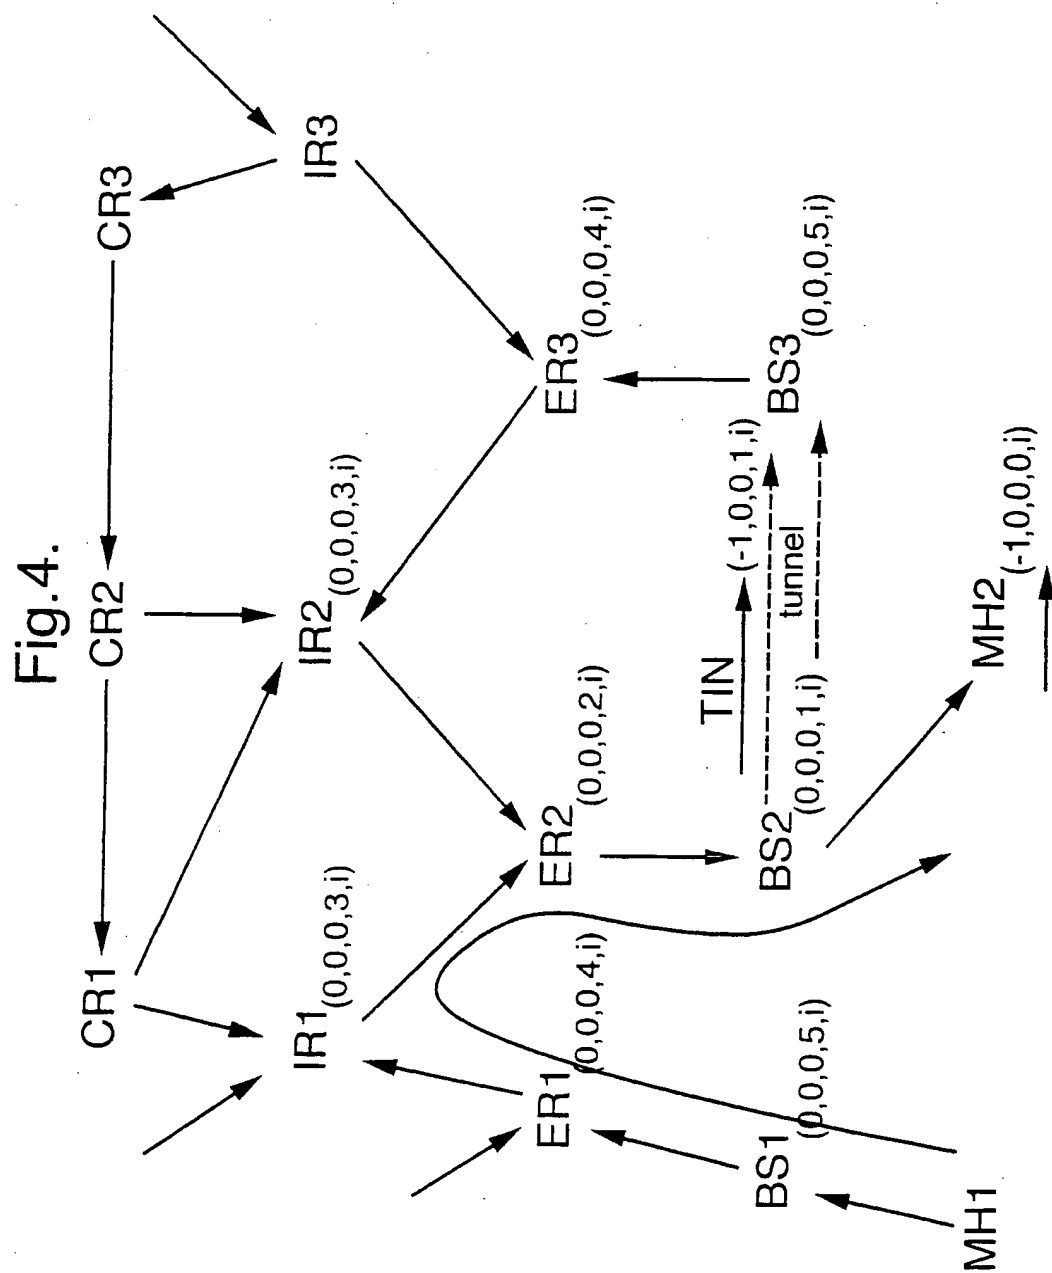 Fig.4.
CR1
CR2
CR3
IR1(0,0,0,3,i)
IR2(0,0,0,3,i)
IR3
ER1(0,0,0,4,i)
ER2(0,0,0,2,i)
ER3(0,0,0,4,i)
TIN
(-1,0,0,1,i)
tunnel
BS1(0,0,0,5,i)
BS2(0,0,0,1,i)
BS3(0,0,0,5,i)
MH1
MH2(-1,0,0,0,i)